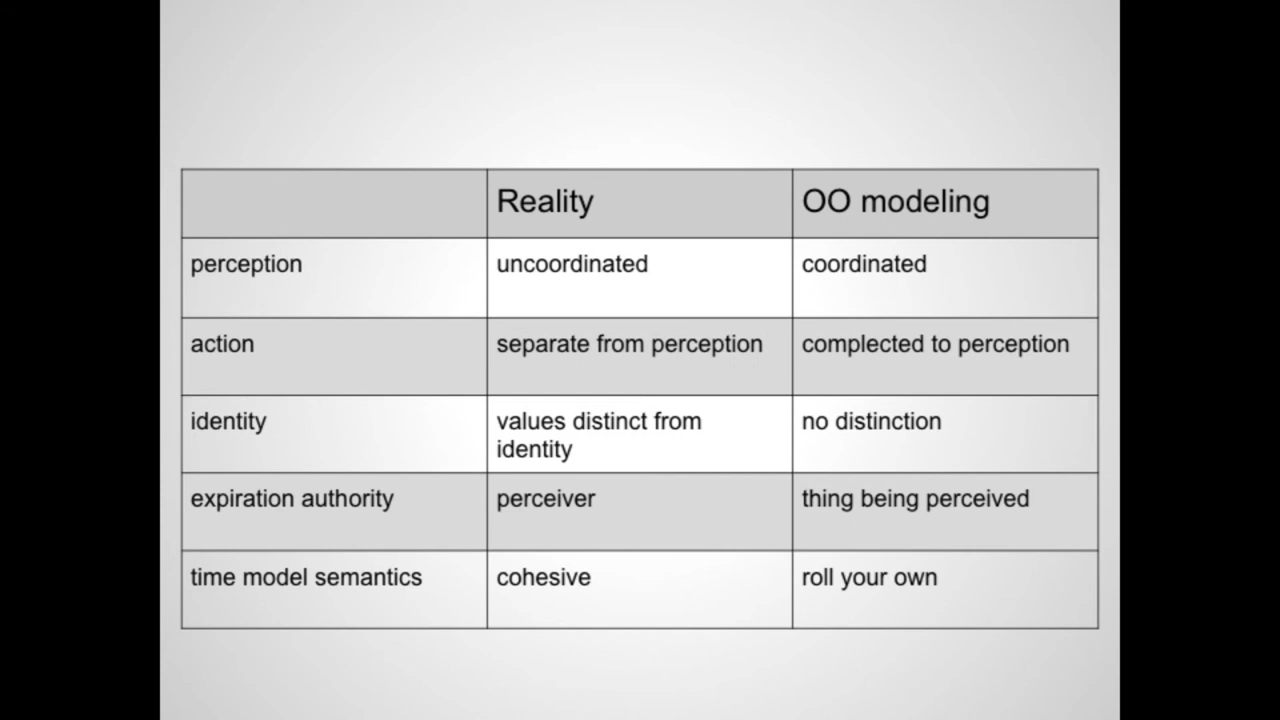 Reality OO modeling
perception uncoordinated coordinated
action separate from perception complected to perception
identity values distinct from identity no distinction
expiration authority perceiver thing being perceived
time model semantics cohesive roll your own